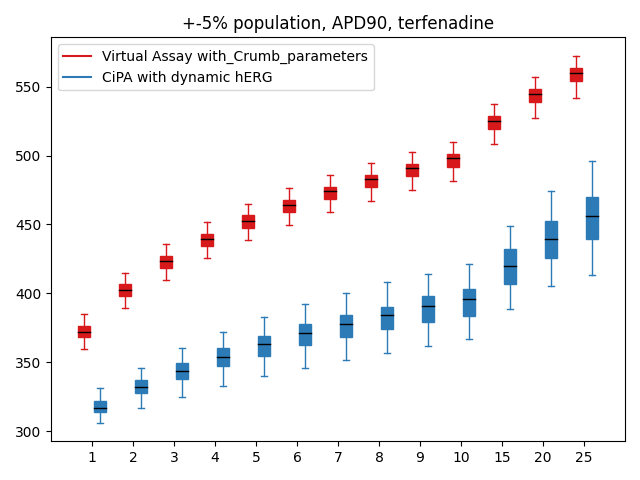 +-5% population, APD90, terfenadine
Virtual Assay with_Crumb_parameters
CiPA with dynamic hERG
550
500
450
400
350
300
1 2 3 4 5 6 7 8 9 10 15 20 25